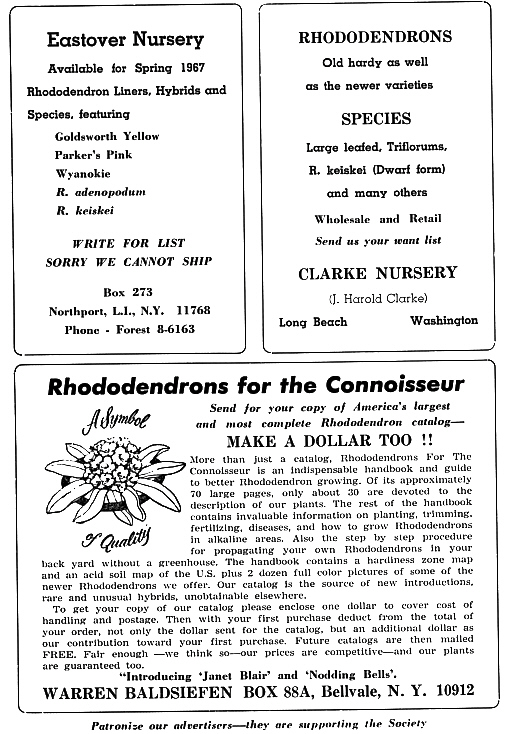 Eastover Nursery
Available for Spring 1967
Rhododendron Liners, Hybrids and
Species, featuring
Goldsworth Yellow
Parker's Pink
Wyanokie
R. adenopodum
R. keiskei
WRITE FOR LIST
SORRY WE CANNOT SHIP
Box 273
Northport, L.I., N.Y. 11768
Phone - Forest 8-6163
RHODODENDRONS
Old hardy as well
as the newer varieties
SPECIES
Large leafed, Triflorums,
R. keiskei (Dwarf form)
and many others
Wholesale and Retail
Send us your want list
CLARKE NURSERY
(J. Harold Clarke)
Long Beach Washington
Rhododendrons for the Connoisseur
A Symbol
of Quality
Send for your copy of America's largest
and most complete Rhododendron catalog—
MAKE A DOLLAR TOO !!
More than just a catalog, Rhododendrons For The
Connoisseur is an indispensable handbook and guide
to better Rhododendron growing. Of its approximately
70 large pages, only about 30 are devoted to the
description of our plants. The rest of the handbook
contains invaluable information on planting, trimming,
fertilizing, diseases, and how to grow Rhododendrons
in alkaline areas. Also the step by step procedure
for propagating your own Rhododendrons in your
back yard without a greenhouse. The handbook contains a hardiness zone map
and an acid soil map of the U.S. plus 2 dozen full color pictures of some of the
newer Rhododendrons we offer. Our catalog is the source of new introductions,
rare and unusual hybrids, unobtainable elsewhere.
To get your copy of our catalog please enclose one dollar to cover cost of
handling and postage. Then with your first purchase deduct from the total of
your order, not only the dollar sent for the catalog, but an additional dollar as
our contribution toward your first purchase. Future catalogs are then mailed
FREE. Fair enough —we think so—our prices are competitive—and our plants
are guaranteed too.
"Introducing 'Janet Blair' and 'Nodding Bells'.
WARREN BALDSIEFEN BOX 88A, Bellvale, N. Y. 10912
Patronize our advertisers—they are supporting the Society